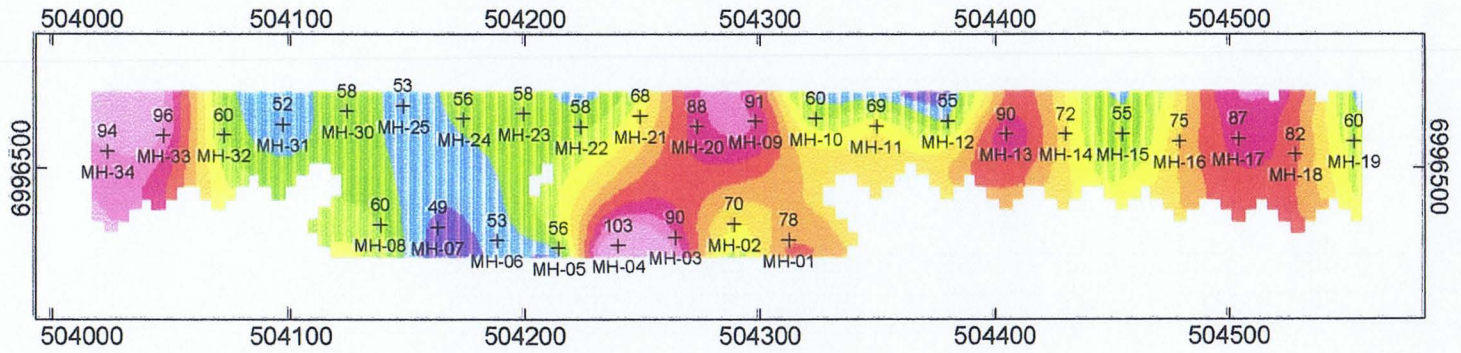 504000 504100 504200 504300 504400 504500
6996500
6996500
94
MH-34
96
MH-33
60
MH-32
52
MH-31
58
MH-30
53
MH-25
56
MH-24
58
MH-23
58
MH-22
68
MH-21
88
MH-20
91
MH-09
60
MH-10
69
MH-11
55
MH-12
90
MH-13
72
MH-14
55
MH-15
75
MH-16
87
MH-17
82
MH-18
60
MH-19
60
MH-08
49
MH-07
53
MH-06
56
MH-05
103
MH-04
90
MH-03
70
MH-02
78
MH-01
504000 504100 504200 504300 504400 504500